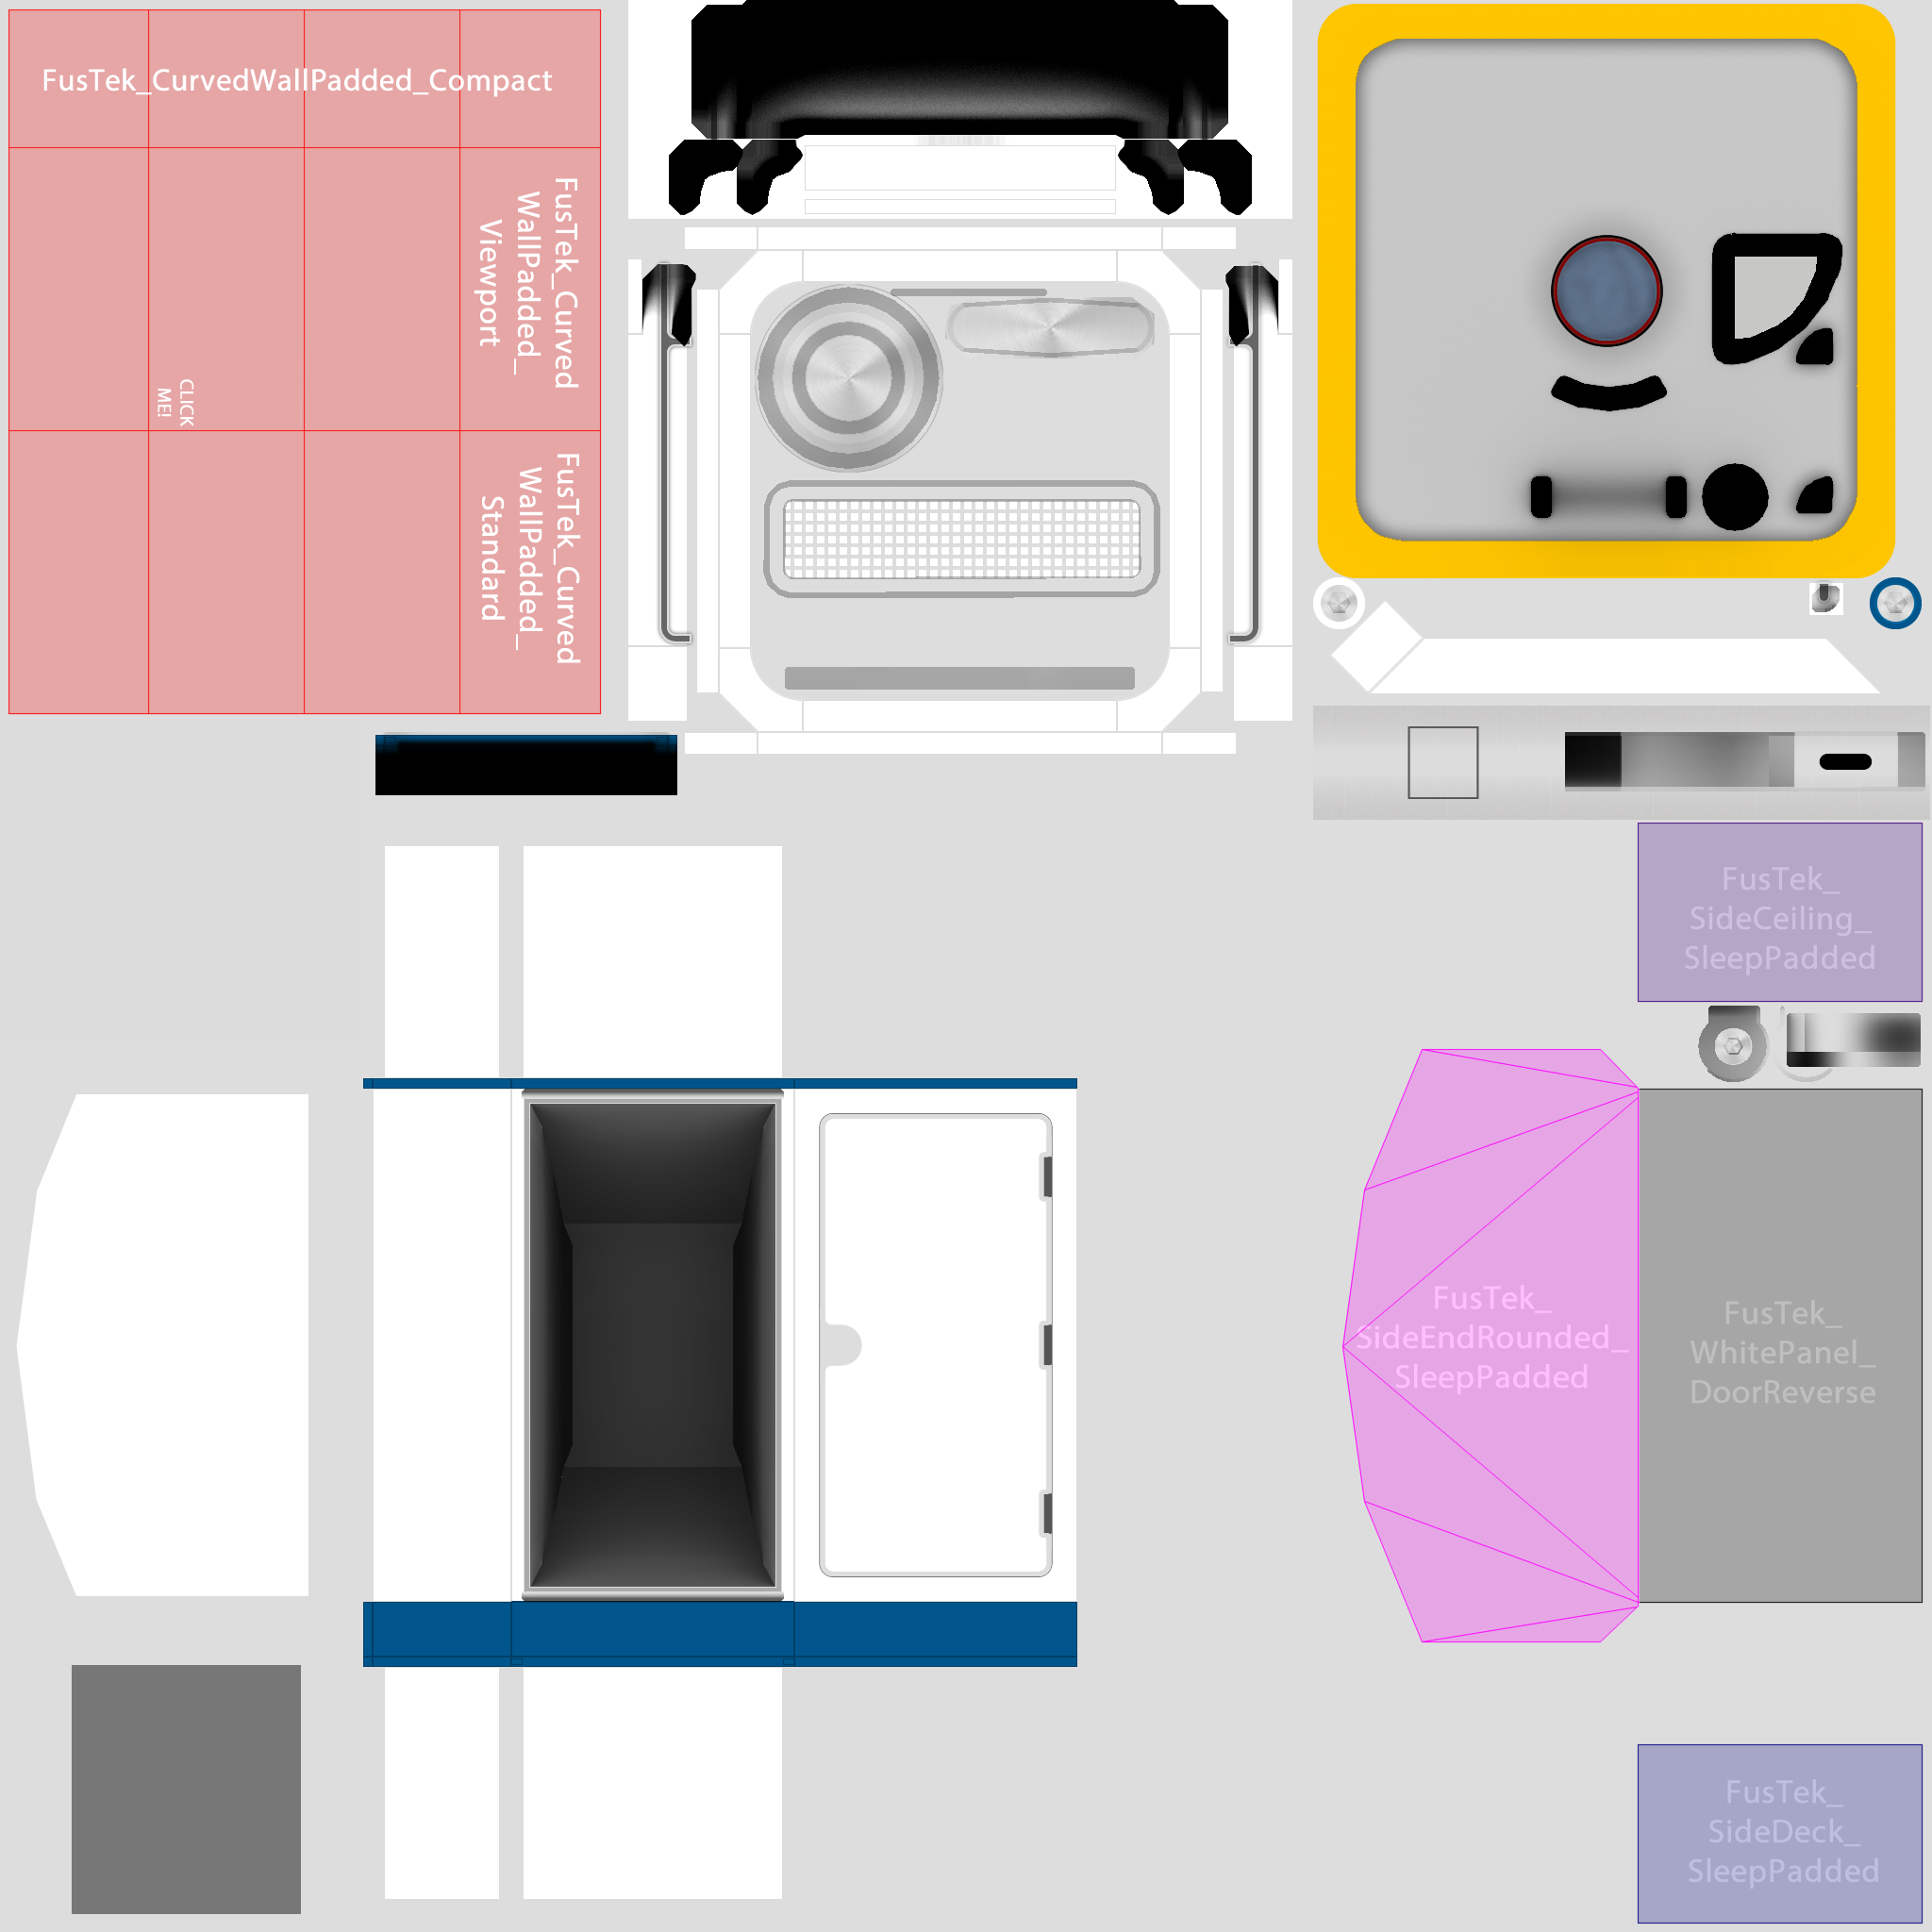 FusTek_CurvedWallPadded_Compact
FusTek_Curved
WallPadded_
Viewport
CLICK
ME!
FusTek_Curved
WallPadded_
Standard
FusTek_
SideCeiling_
SleepPadded
FusTek_
SideEndRounded_
SleepPadded
FusTek_
WhitePanel_
DoorReverse
FusTek_
SideDeck_
SleepPadded